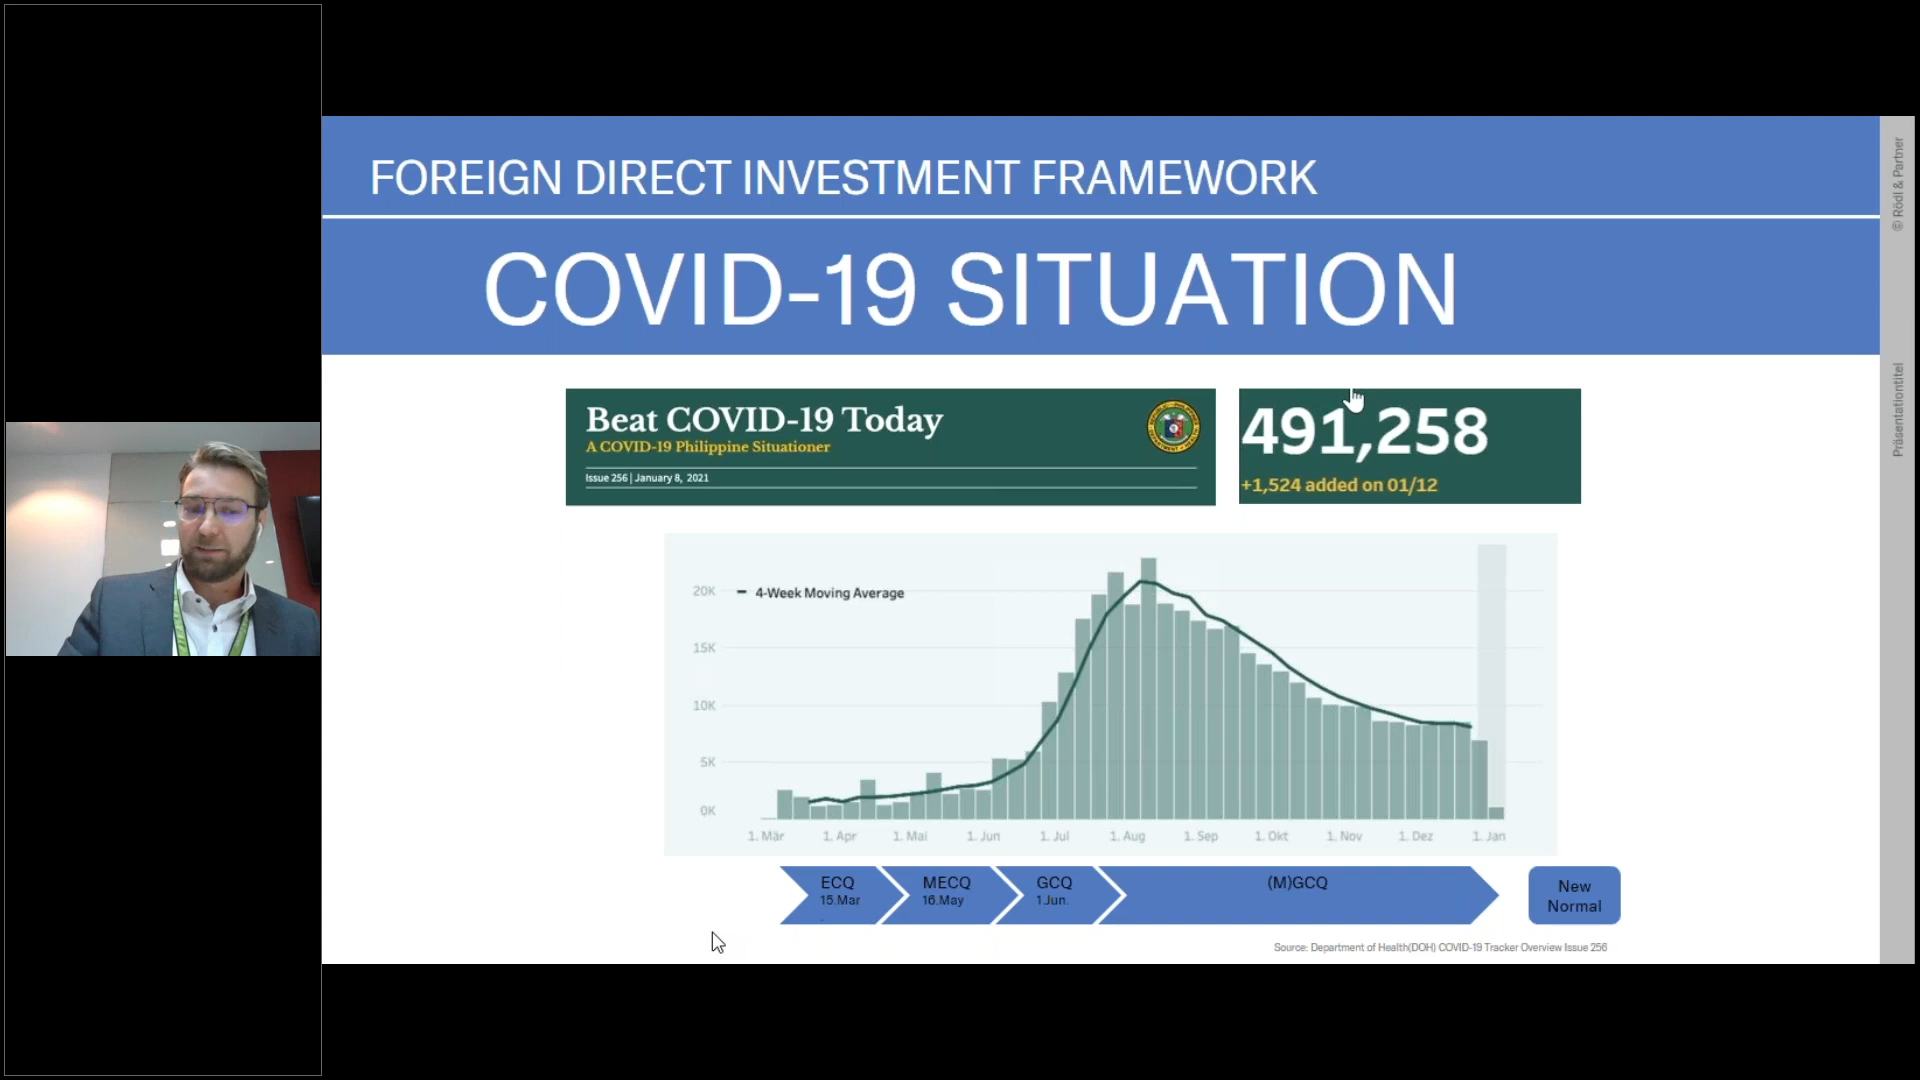 FOREIGN DIRECT INVESTMENT FRAMEWORK
COVID-19 SITUATION
© Rödl & Partner
Präsentationtitel
Beat COVID-19 Today
A COVID-19 Philippine Situationer
Issue 256 | January 8, 2021
491,258
+1,524 added on 01/12
4-Week Moving Average
20K
15K
10K
5K
0K
1. Mär 1. Apr 1. Mai 1. Jun 1. Jul 1. Aug 1. Sep 1. Okt 1. Nov 1. Dez 1. Jan
ECQ
15.Mar
MECQ
16.May
GCQ
1.Jun.
(M)GCQ
New
Normal
Source: Department of Health(DOH) COVID-19 Tracker Overview Issue 256